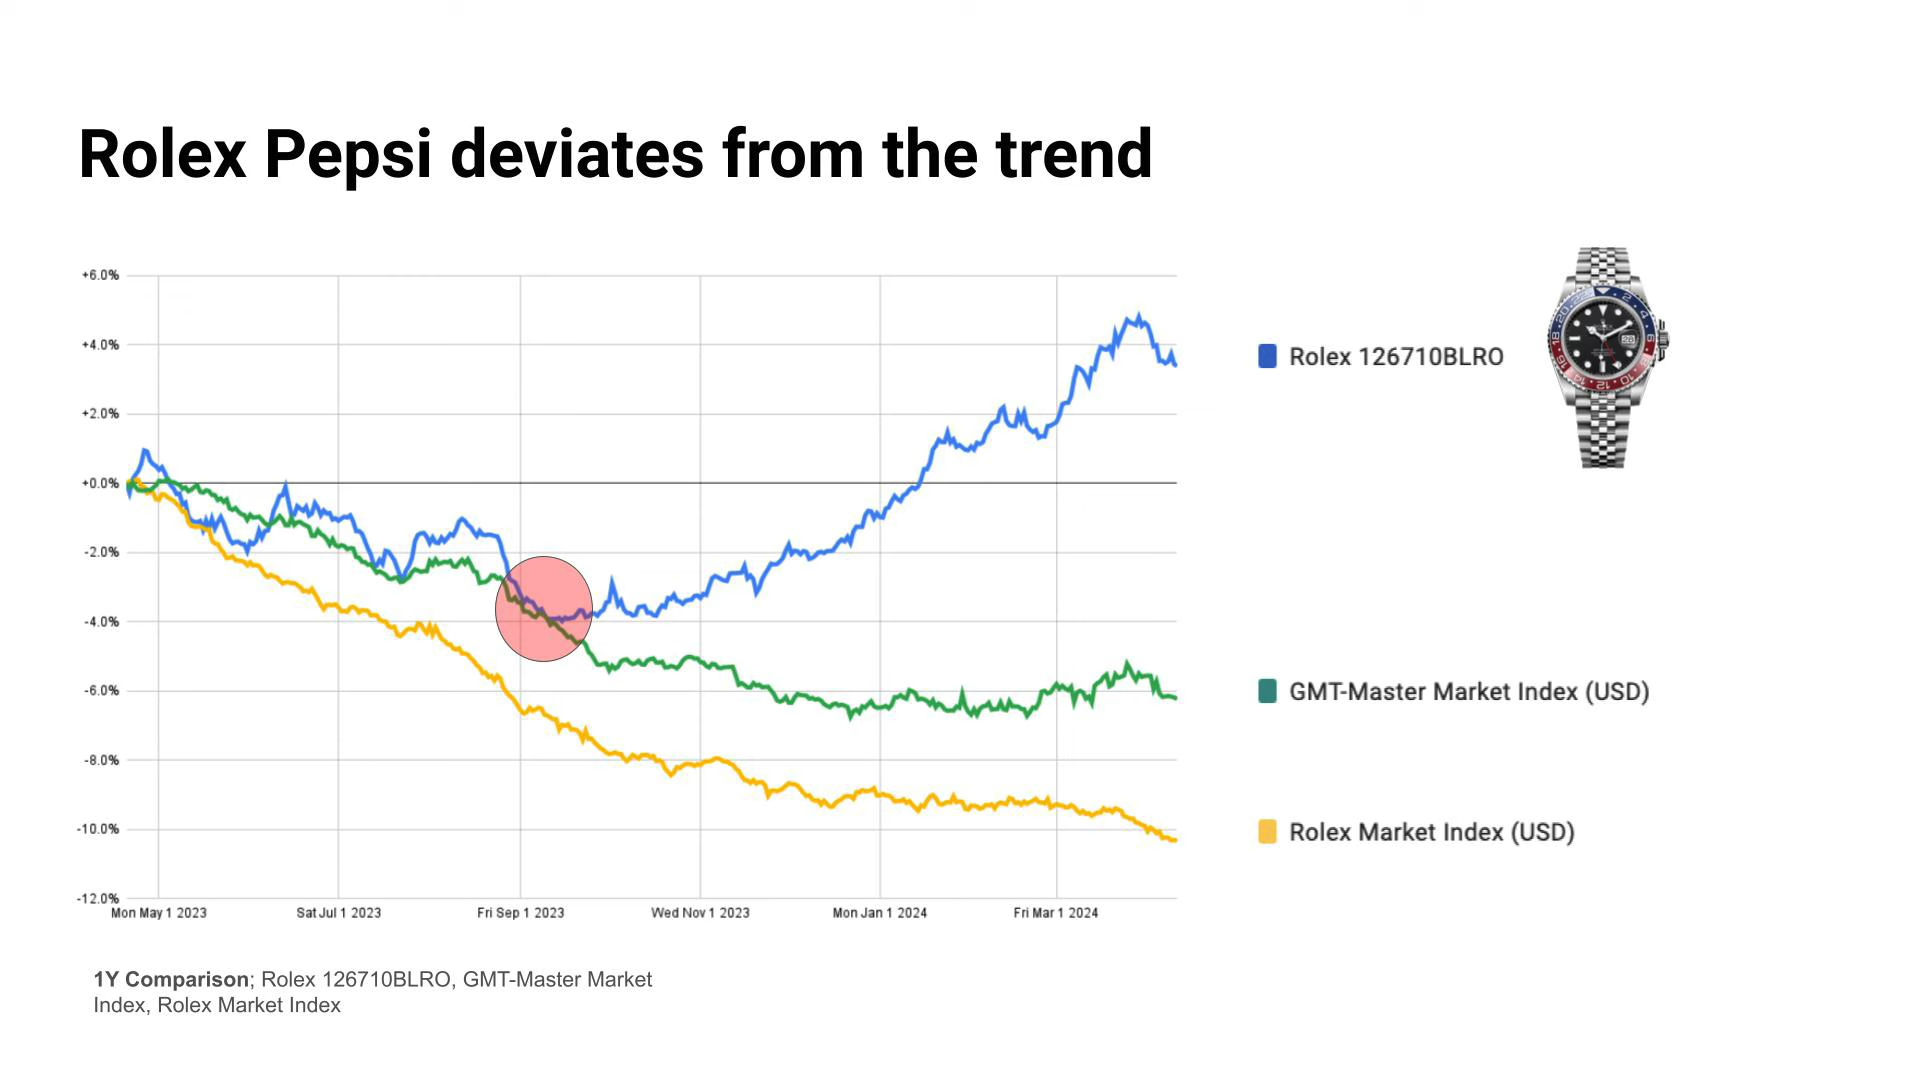 Rolex Pepsi deviates from the trend
+6.0%
+4.0%
+2.0%
+0.0%
-2.0%
-4.0%
-6.0%
-8.0%
-10.0%
-12.0%
Mon May 1 2023
Sat Jul 1 2023
Fri Sep 1 2023
Wed Nov 1 2023
Mon Jan 1 2024
Fri Mar 1 2024
Rolex 126710BLRO
GMT-Master Market Index (USD)
Rolex Market Index (USD)
1Y Comparison; Rolex 126710BLRO, GMT-Master Market
Index, Rolex Market Index